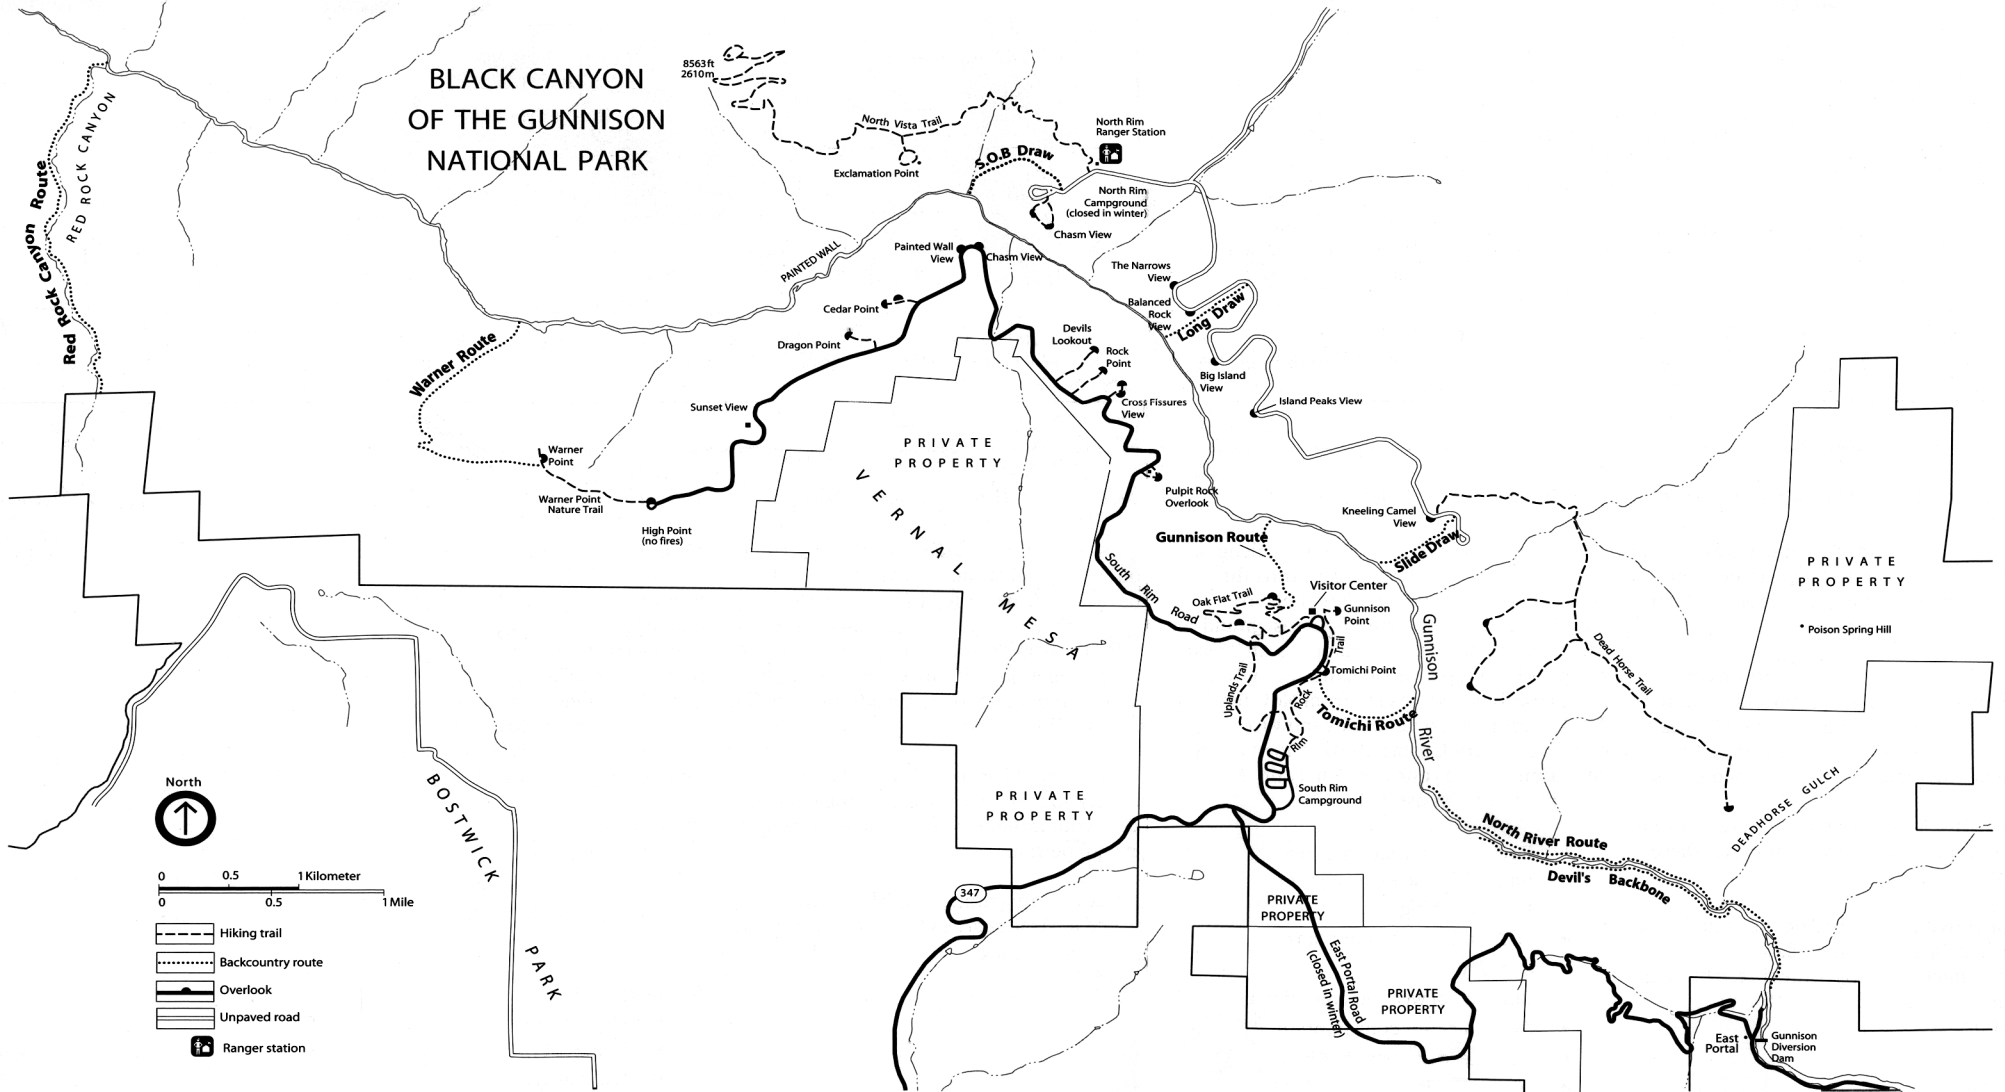 BLACK CANYON
OF THE GUNNISON
NATIONAL PARK
8563ft
2610m
North Vista Trail
Exclamation Point
S.O.B Draw
North Rim
Ranger Station
North Rim
Campground
(closed in winter)
Chasm View
RED ROCK CANYON
Red Rock Canyon Route
PAINTED WALL
Painted Wall
View
Chasm View
The Narrows
View
Balanced
Rock
View
Long Draw
Cedar Point
Dragon Point
Devils
Lookout
Rock
Point
Big Island
View
Cross Fissures
View
Island Peaks View
Warner Route
Sunset View
Warner
Point
Warner Point
Nature Trail
High Point
(no fires)
PRIVATE
PROPERTY
VERNAL
MESA
Pulpit Rock
Overlook
Kneeling Camel
View
Slide Draw
Gunnison Route
South Rim Road
Oak Flat Trail
Visitor Center
Gunnison
Point
Uplands Trail
Rim Rock Trail
Tomichi Point
Tomichi Route
Gunnison River
Dead Horse Trail
PRIVATE
PROPERTY
Poison Spring Hill
South Rim
Campground
PRIVATE
PROPERTY
North River Route
Devil's Backbone
DEADHORSE GULCH
347
PRIVATE
PROPERTY
East Portal Road
(closed in winter)
PRIVATE
PROPERTY
East
Portal
Gunnison
Diversion
Dam
BOSTWICK
PARK
North
0 0.5 1 Kilometer
0 0.5 1 Mile
Hiking trail
Backcountry route
Overlook
Unpaved road
Ranger station